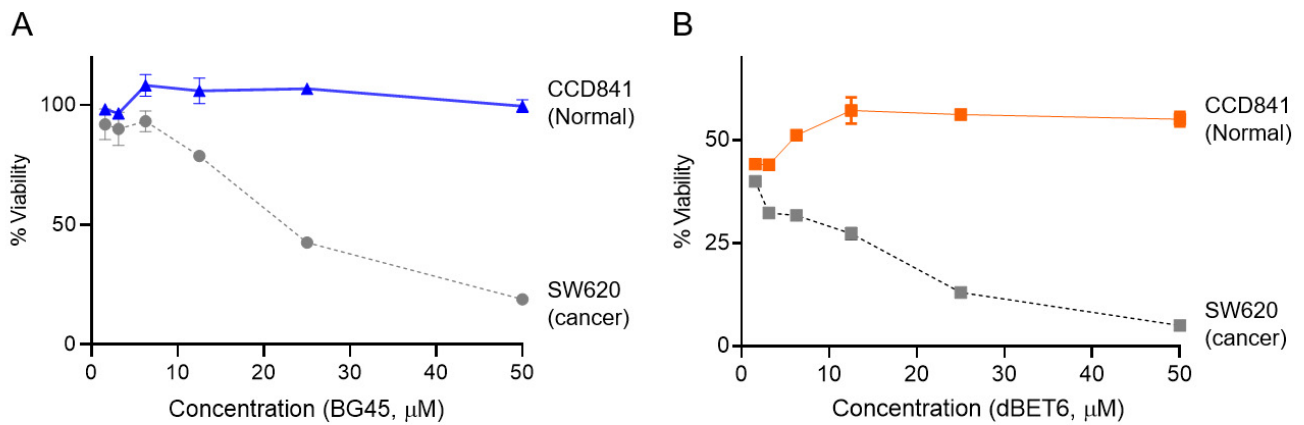 A
% Viability
100
50
0
0 10 20 30 40 50
Concentration (BG45, μM)
CCD841
(Normal)
SW620
(cancer)
B
% Viability
50
25
0
0 10 20 30 40 50
Concentration (dBET6, μM)
CCD841
(Normal)
SW620
(cancer)